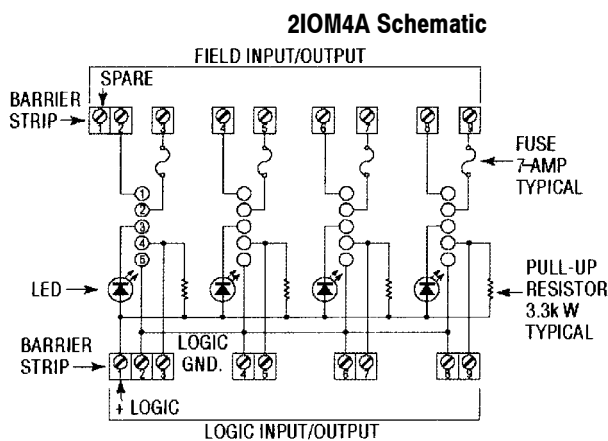 2IOM4A Schematic
FIELD INPUT/OUTPUT
SPARE
BARRIER
STRIP
1 2 3 4 5 6 7 8 9
FUSE
7-AMP
TYPICAL
1
2
3
4
5
LED
PULL-UP
RESISTOR
3.3k W
TYPICAL
LOGIC
GND.
BARRIER
STRIP
1 2 3 4 5 6 7 8 9
+ LOGIC
LOGIC INPUT/OUTPUT